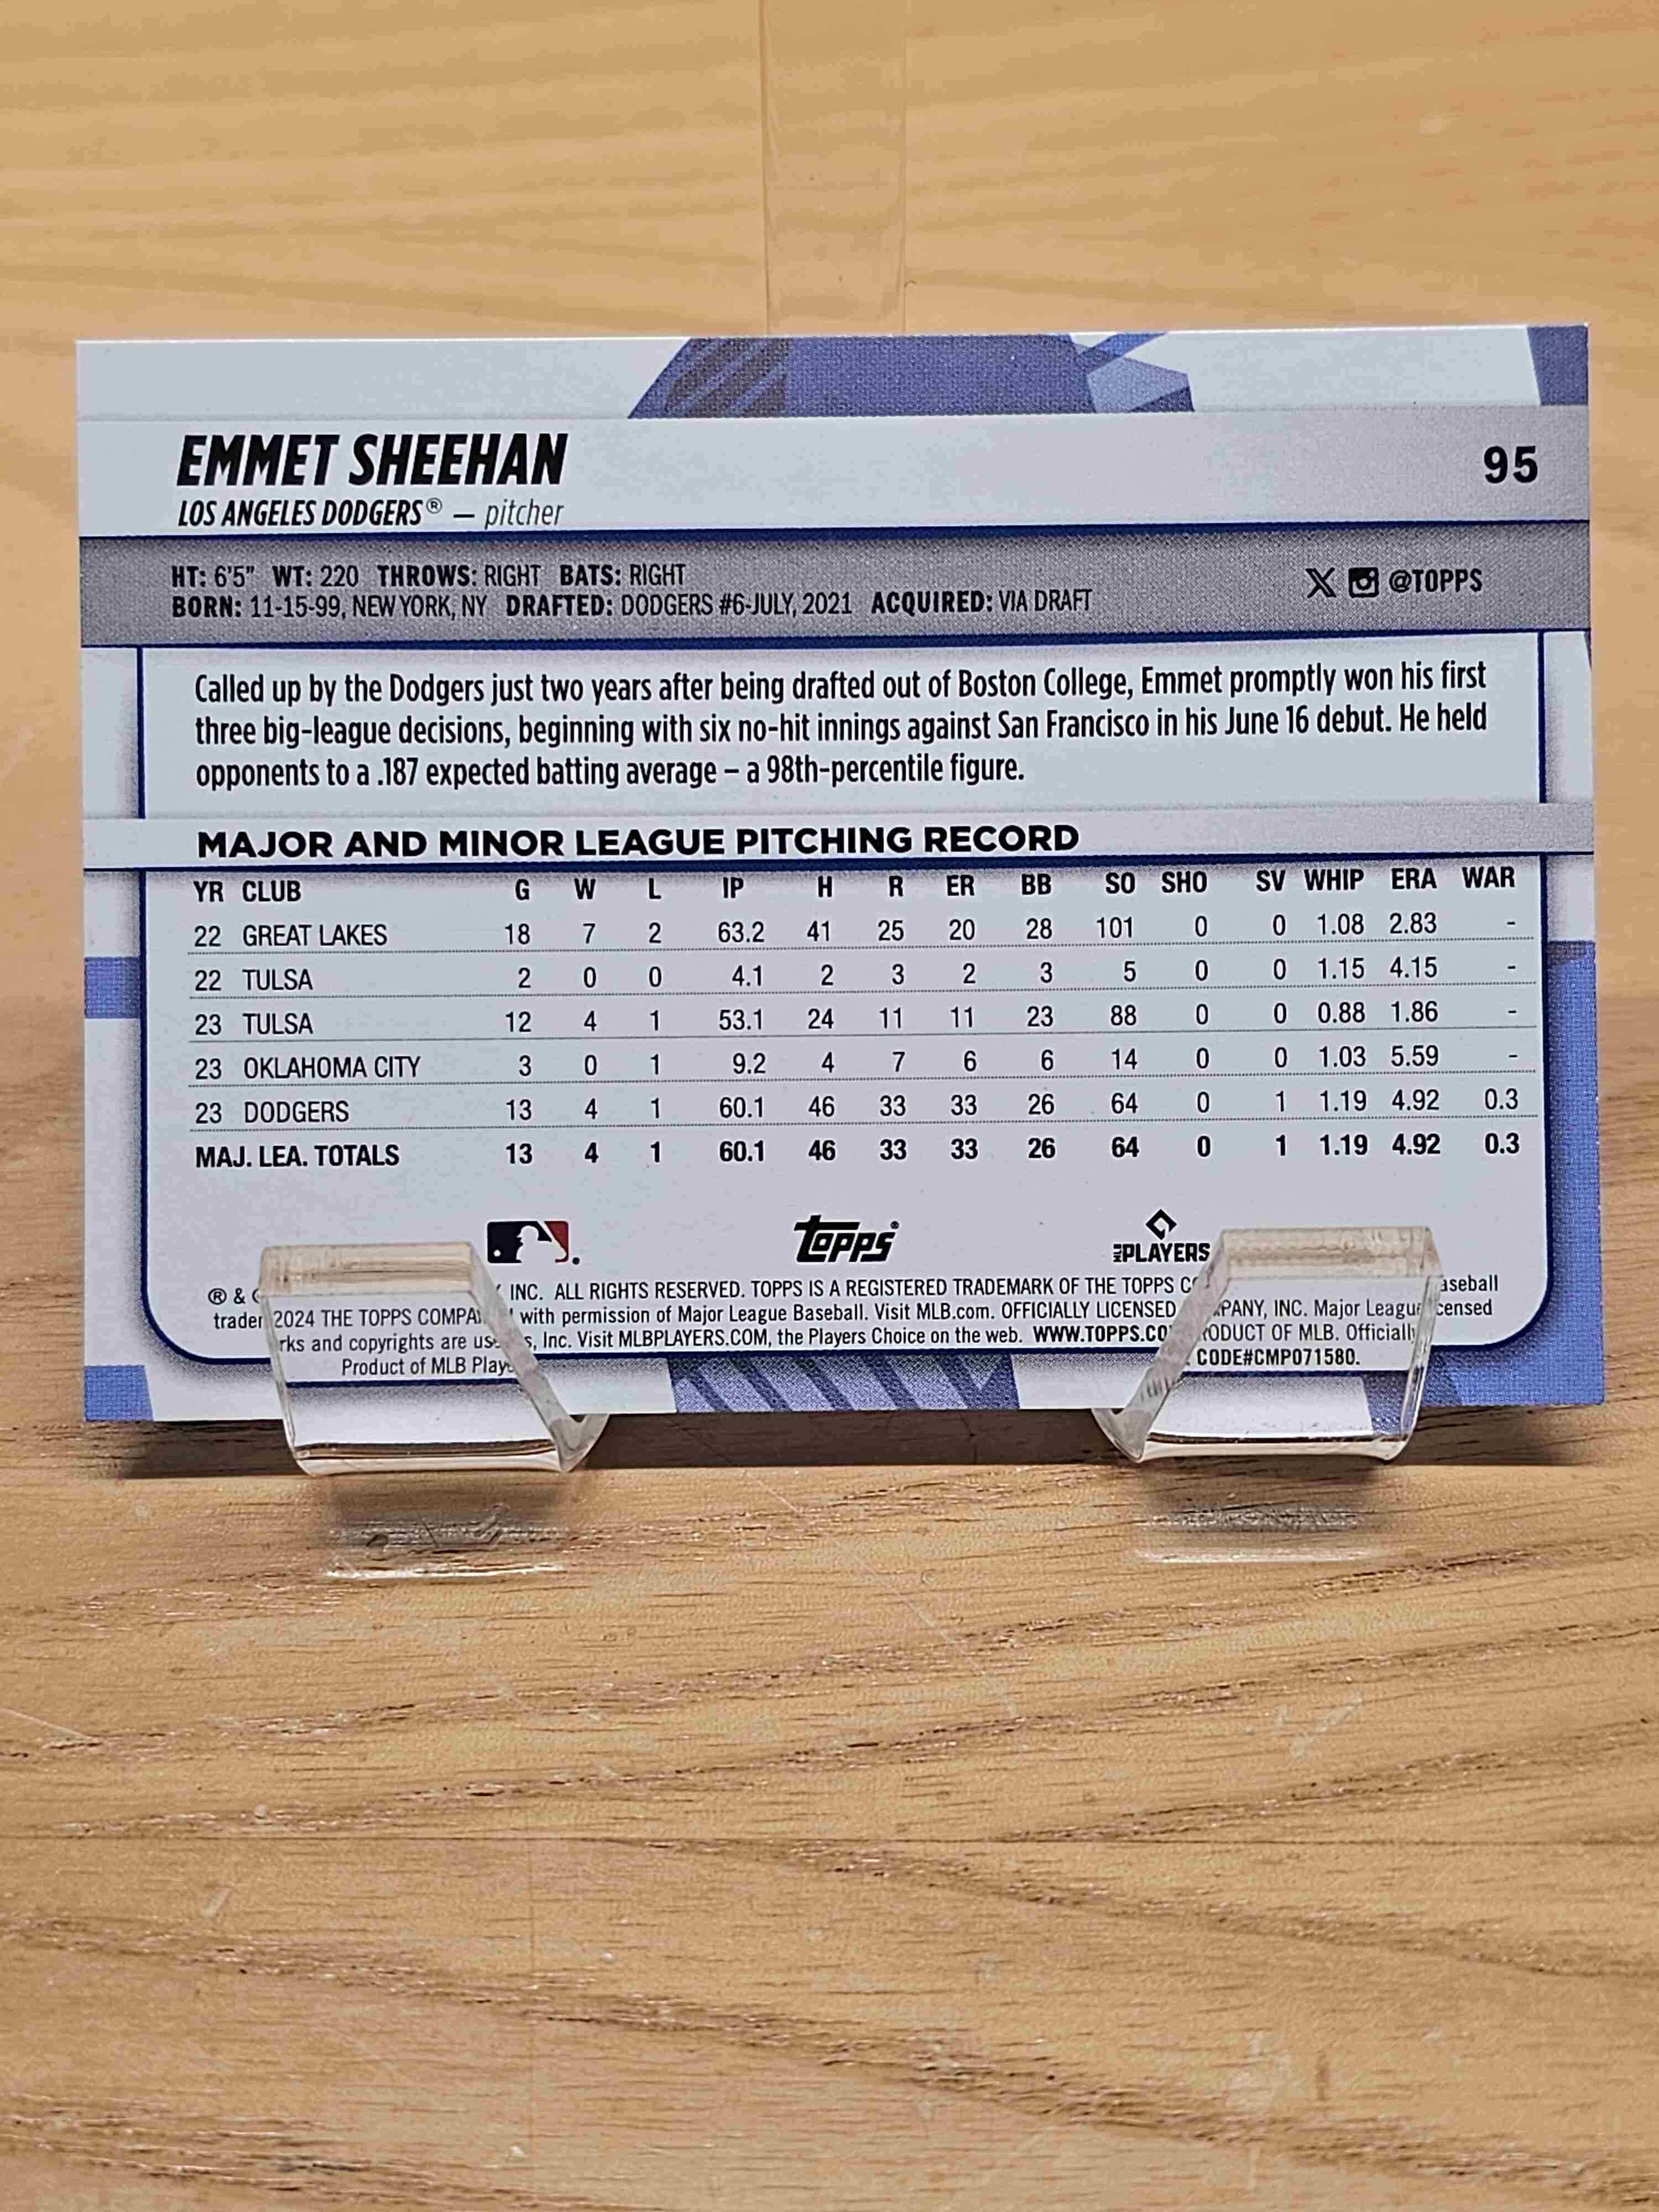 EMMET SHEEHAN
95
LOS ANGELES DODGERS® — pitcher
HT: 6'5" WT: 220 THROWS: RIGHT BATS: RIGHT
@TOPPS
BORN: 11-15-99, NEW YORK, NY DRAFTED: DODGERS #6-JULY, 2021 ACQUIRED: VIA DRAFT
Called up by the Dodgers just two years after being drafted out of Boston College, Emmet promptly won his first
three big-league decisions, beginning with six no-hit innings against San Francisco in his June 16 debut. He held
opponents to a .187 expected batting average – a 98th-percentile figure.
MAJOR AND MINOR LEAGUE PITCHING RECORD
YR CLUB G W L IP H R ER BB SO SHO SV WHIP ERA WAR
22 GREAT LAKES 18 7 2 63.2 41 25 20 28 101 0 0 1.08 2.83 -
22 TULSA 2 0 0 4.1 2 3 2 3 5 0 0 1.15 4.15 -
23 TULSA 12 4 1 53.1 24 11 11 23 88 0 0 0.88 1.86 -
23 OKLAHOMA CITY 3 0 1 9.2 4 7 6 6 14 0 0 1.03 5.59 -
23 DODGERS 13 4 1 60.1 46 33 33 26 64 0 1 1.19 4.92 0.3
MAJ. LEA. TOTALS 13 4 1 60.1 46 33 33 26 64 0 1 1.19 4.92 0.3
Topps®
MLB PLAYERS
® & 2024 THE TOPPS COMPA INC. ALL RIGHTS RESERVED. TOPPS IS A REGISTERED TRADEMARK OF THE TOPPS PANY, INC. Major League aseball
trader rks and copyrights are us with permission of Major League Baseball. Visit MLB.com. OFFICIALLY LICENSED RODUCT OF MLB. Officially censed
Product of MLB Play s, Inc. Visit MLBPLAYERS.COM, the Players Choice on the web. WWW.TOPPS.CO CODE#CMP071580.